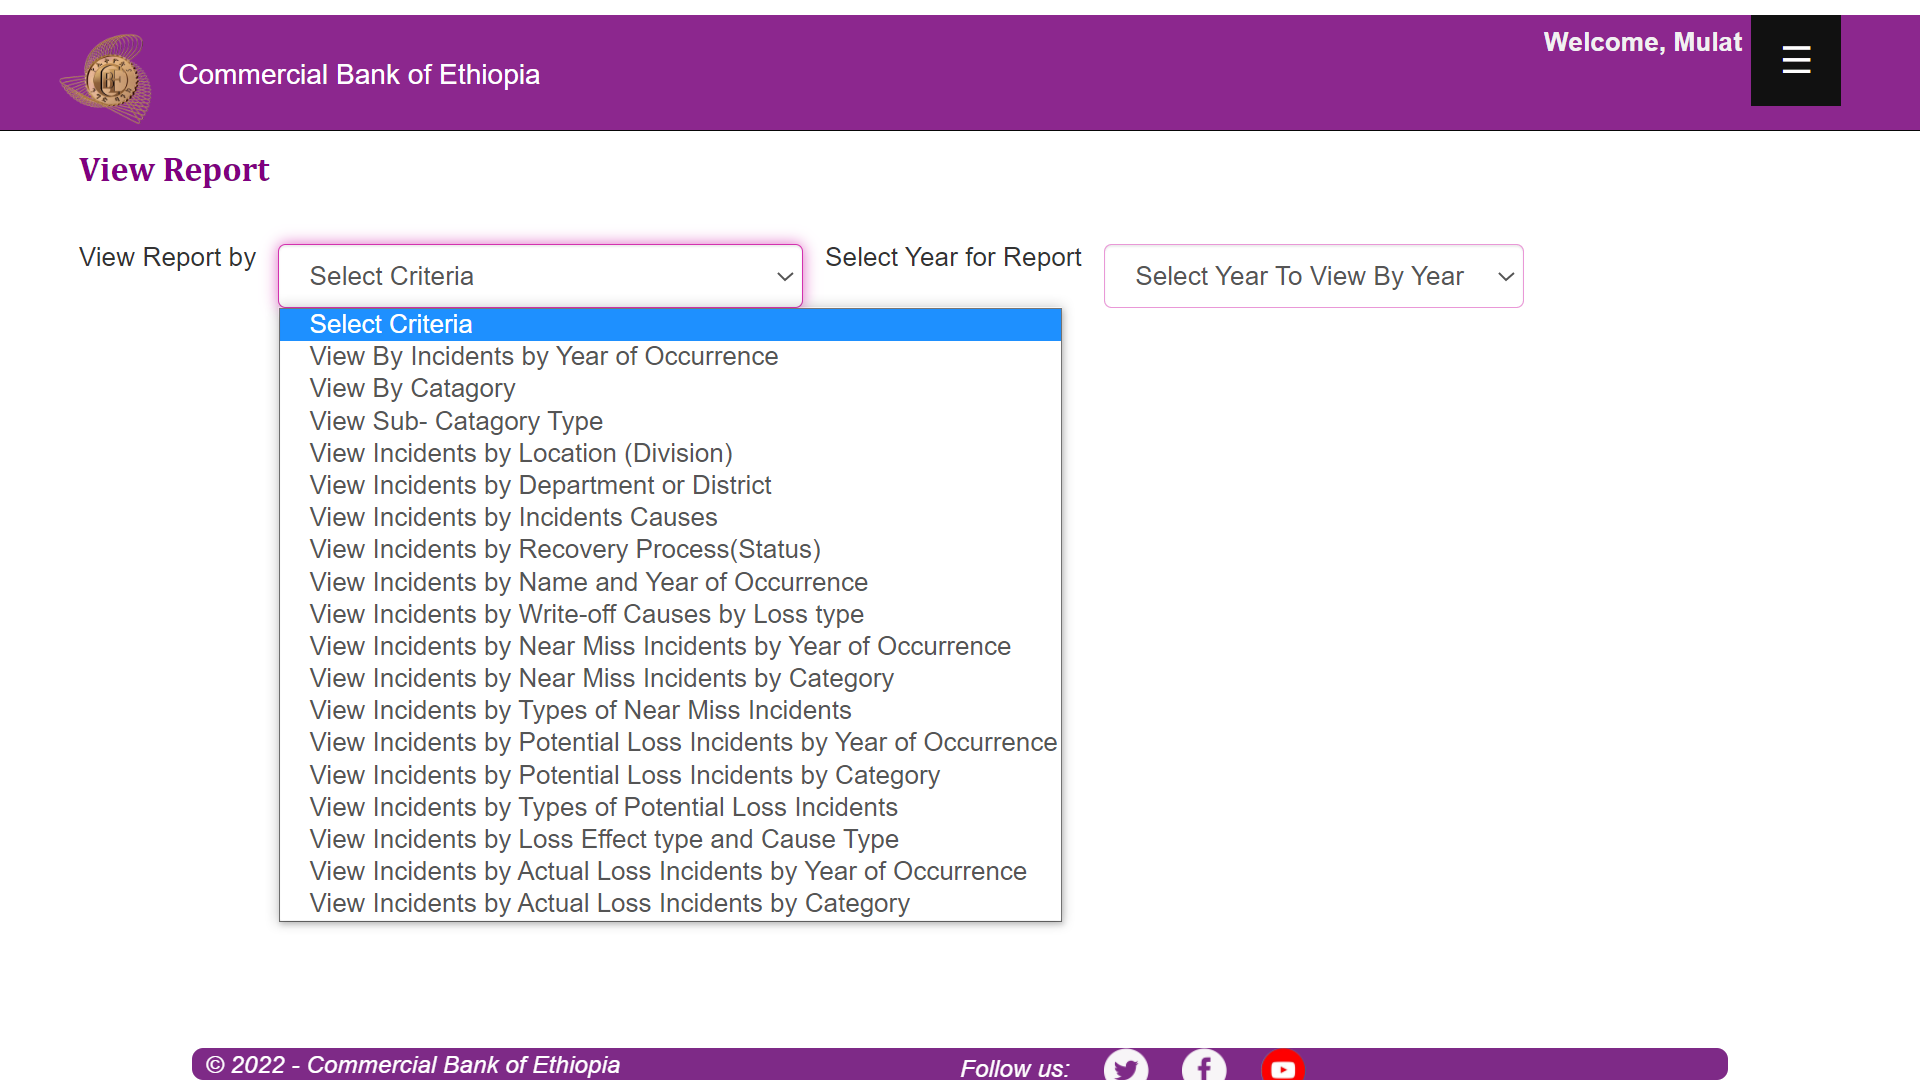 Welcome, Mulat
Commercial Bank of Ethiopia
View Report
View Report by
Select Criteria
Select Year for Report
Select Year To View By Year
Select Criteria
View By Incidents by Year of Occurrence
View By Catagory
View Sub- Catagory Type
View Incidents by Location (Division)
View Incidents by Department or District
View Incidents by Incidents Causes
View Incidents by Recovery Process(Status)
View Incidents by Name and Year of Occurrence
View Incidents by Write-off Causes by Loss type
View Incidents by Near Miss Incidents by Year of Occurrence
View Incidents by Near Miss Incidents by Category
View Incidents by Types of Near Miss Incidents
View Incidents by Potential Loss Incidents by Year of Occurrence
View Incidents by Potential Loss Incidents by Category
View Incidents by Types of Potential Loss Incidents
View Incidents by Loss Effect type and Cause Type
View Incidents by Actual Loss Incidents by Year of Occurrence
View Incidents by Actual Loss Incidents by Category
© 2022 - Commercial Bank of Ethiopia
Follow us: